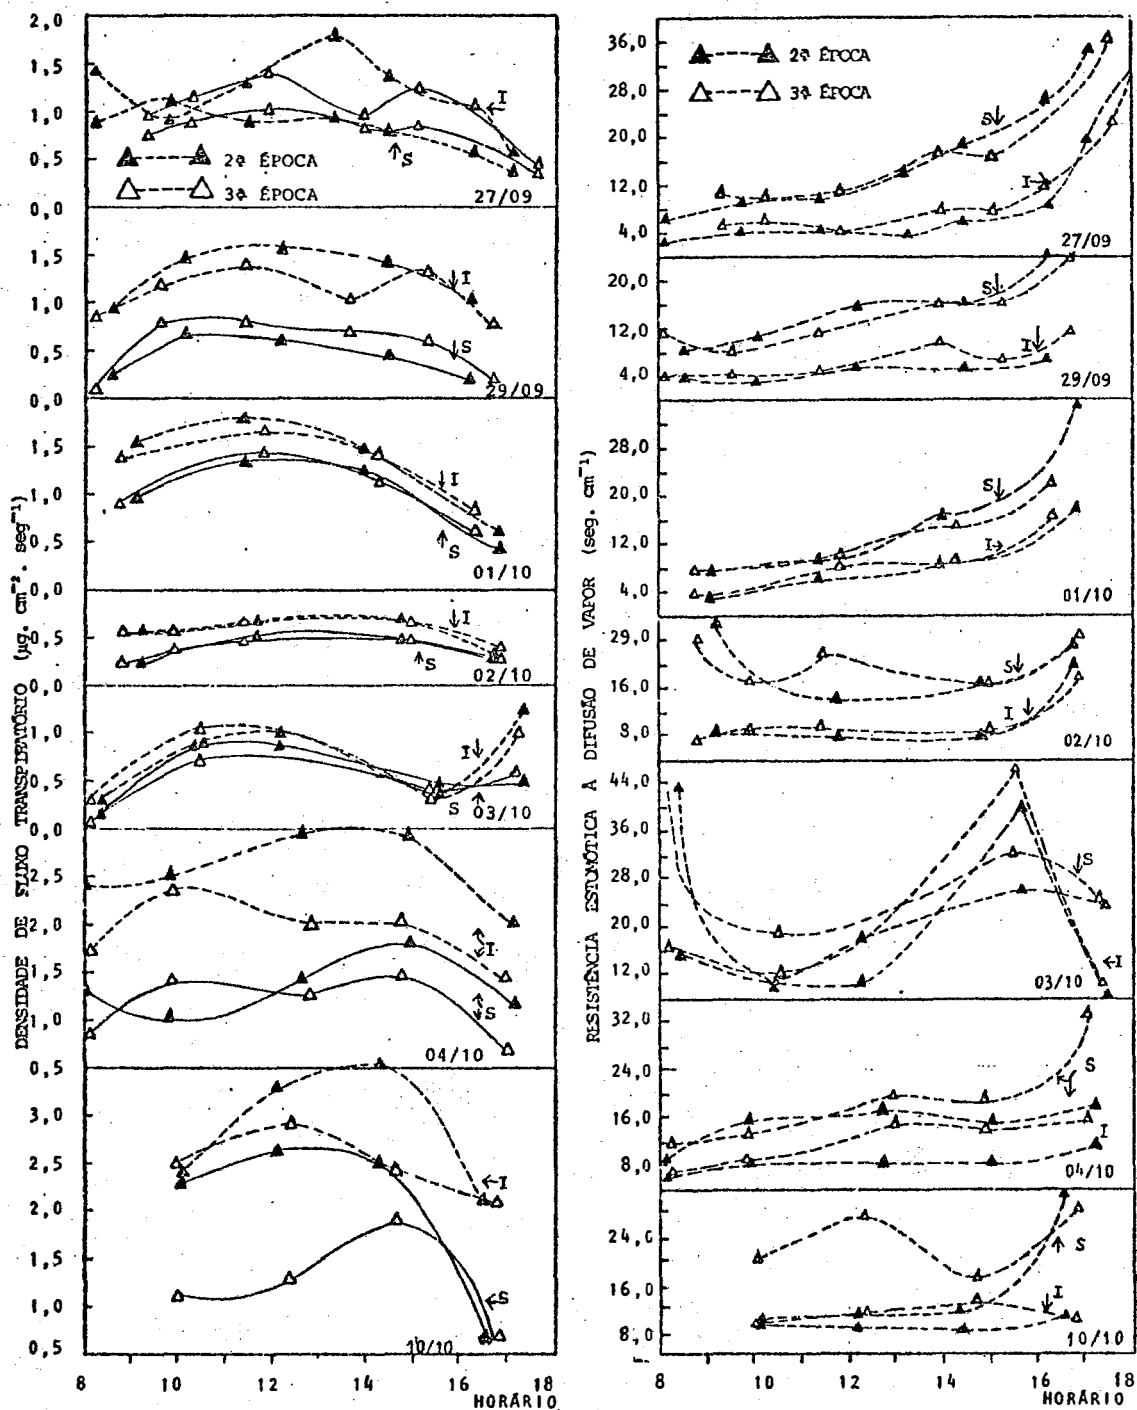 DENSIDADE DE FLUXO TRANSPIRATÓRIO (µg. cm⁻². seg⁻¹)
2,0
1,5
1,0
0,5
0,0
I
S
2ª ÉPOCA
3ª ÉPOCA
27/09
1,5
1,0
0,5
0,0
I
S
29/09
1,5
1,0
0,5
0,0
I
S
01/10
0,5
0,0
I
S
02/10
1,0
0,5
0,0
I
S
03/10
2,5
2,0
1,5
1,0
0,5
I
S
04/10
3,0
2,5
2,0
1,5
1,0
0,5
I
S
10/10
8 10 12 14 16 18
HORÁRIO
RESISTÊNCIA ESTOMÓTICA À DIFUSÃO DE VAPOR (seg. cm⁻¹)
36,0
28,0
20,0
12,0
4,0
2ª ÉPOCA
3ª ÉPOCA
S
I
27/09
20,0
12,0
4,0
S
I
29/09
28,0
20,0
12,0
4,0
S
I
01/10
29,0
16,0
8,0
S
I
02/10
44,0
36,0
28,0
20,0
12,0
S
I
03/10
32,0
24,0
16,0
8,0
S
I
04/10
24,0
16,0
8,0
S
I
10/10
8 10 12 14 16 18
HORÁRIO